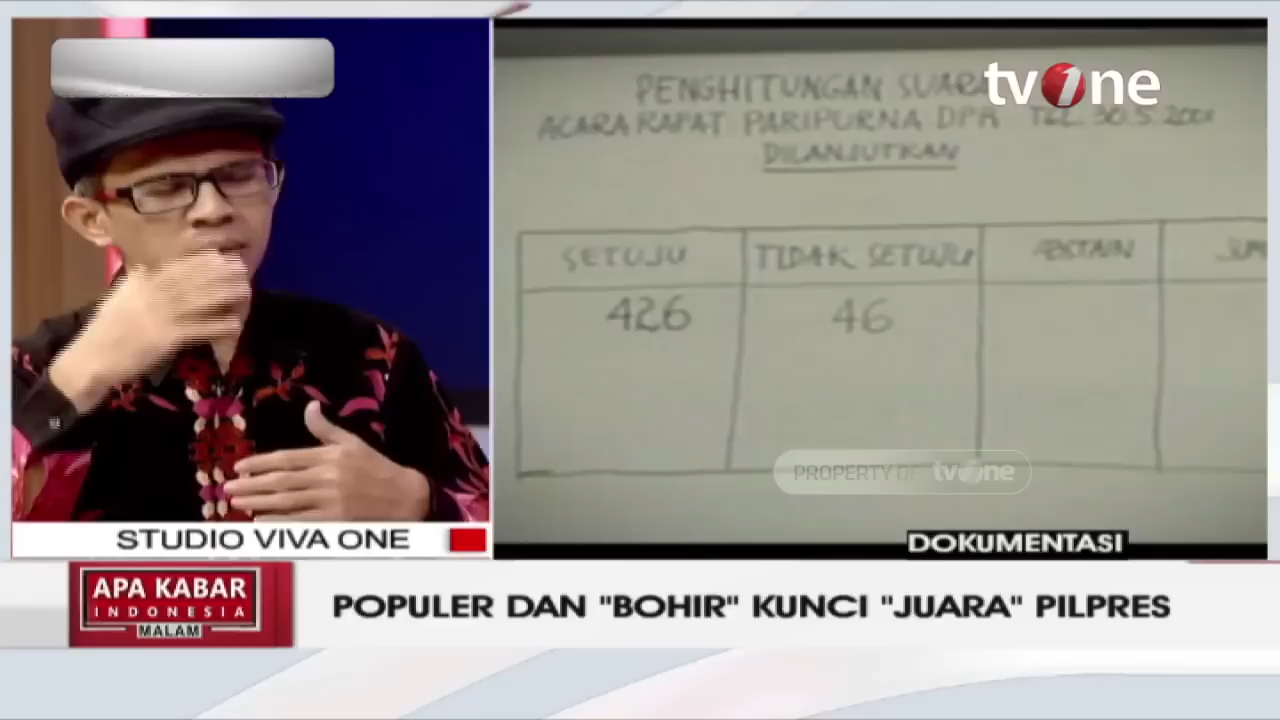 tvOne
PENGHITUNGAN SUARA
ACARA RAPAT PARIPURNA DPR TGL 30.5.2001
DILANJUTKAN
SETUJU
TIDAK SETUJU
ABSTAIN
JUM
426
46
PROPERTY OF tvOne
STUDIO VIVA ONE
DOKUMENTASI
APA KABAR
INDONESIA
MALAM
POPULER DAN "BOHIR" KUNCI "JUARA" PILPRES